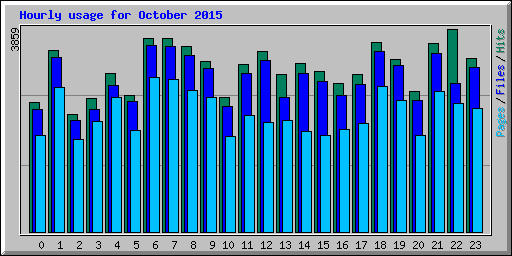 Hourly usage for October 2015
3859
Pages / Files / Hits
0 1 2 3 4 5 6 7 8 9 10 11 12 13 14 15 16 17 18 19 20 21 22 23